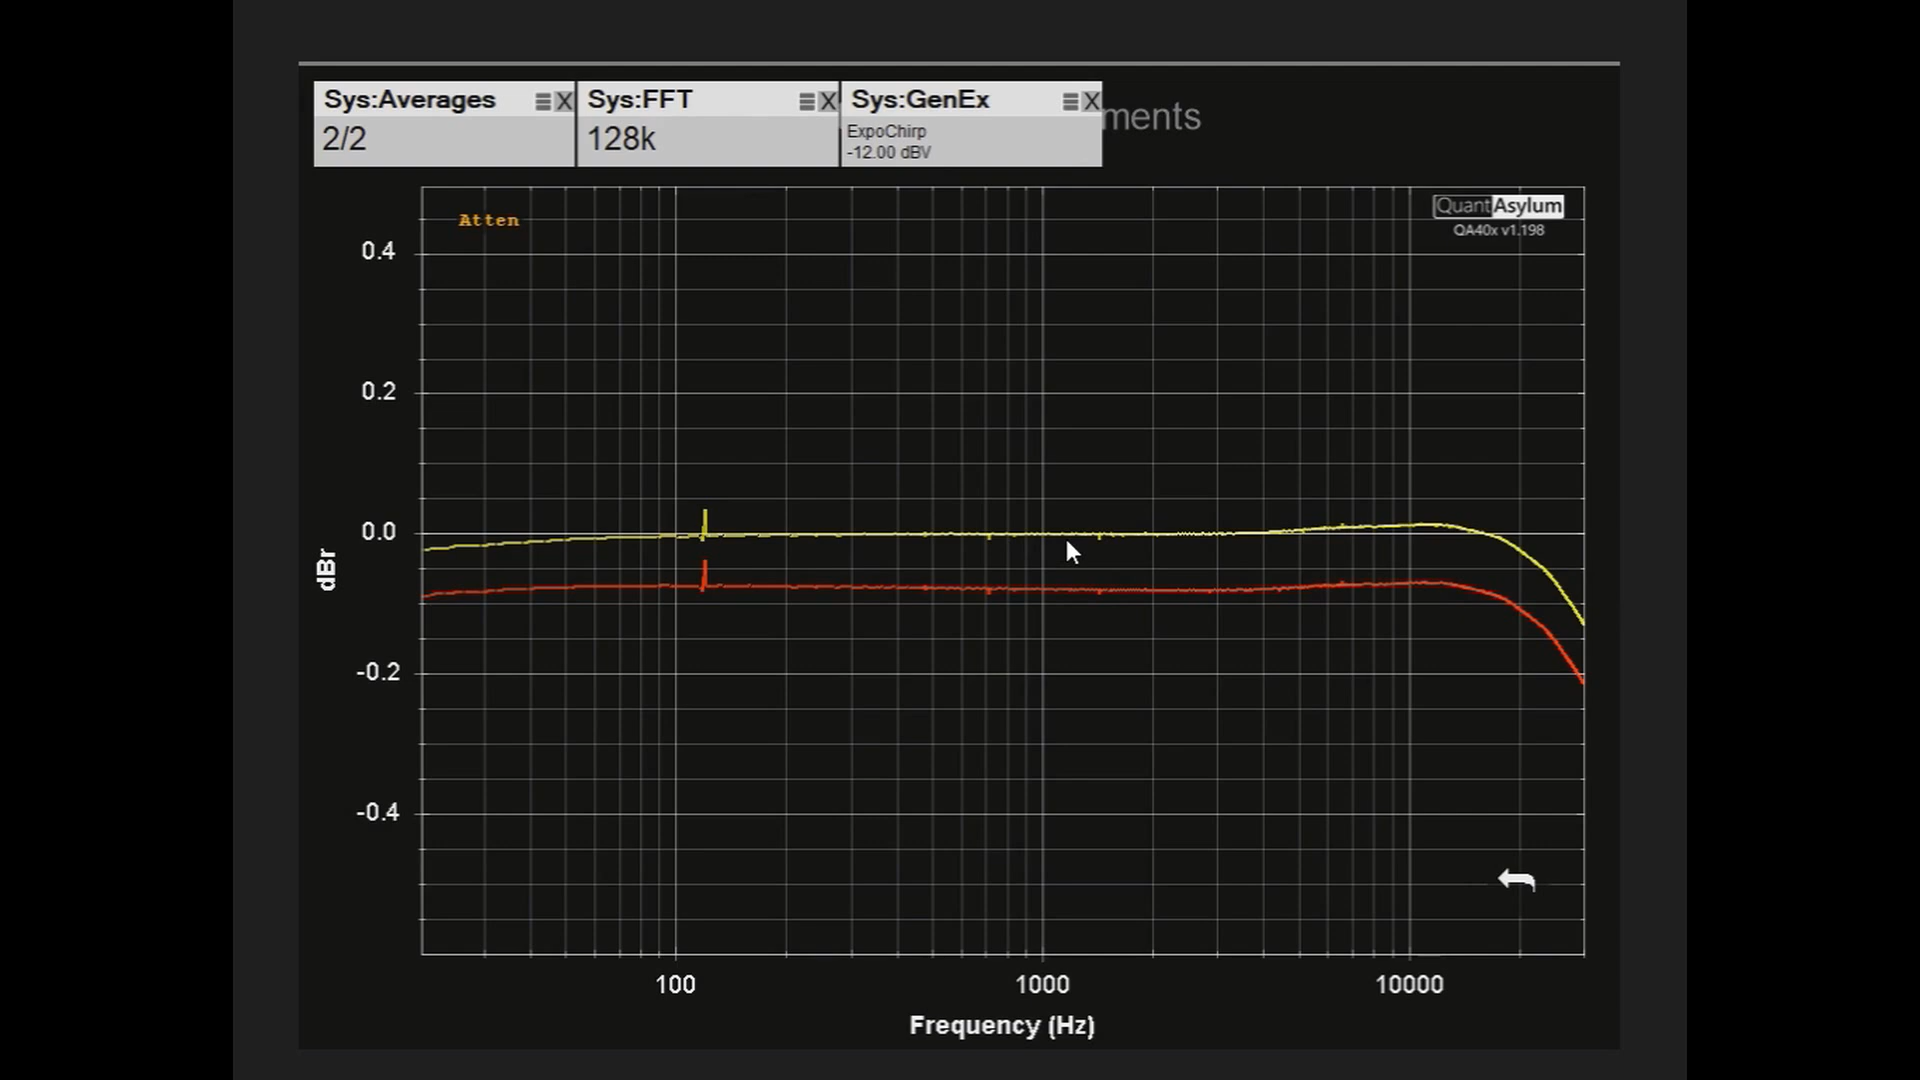 Sys:Averages
X
Sys:FFT
X
Sys:GenEx
X
2/2
128k
ExpoChirp
-12.00 dBV
ments
Atten
QuantAsylum
QA40x v1.198
0.4
0.2
0.0
-0.2
-0.4
dBr
100
1000
10000
Frequency (Hz)